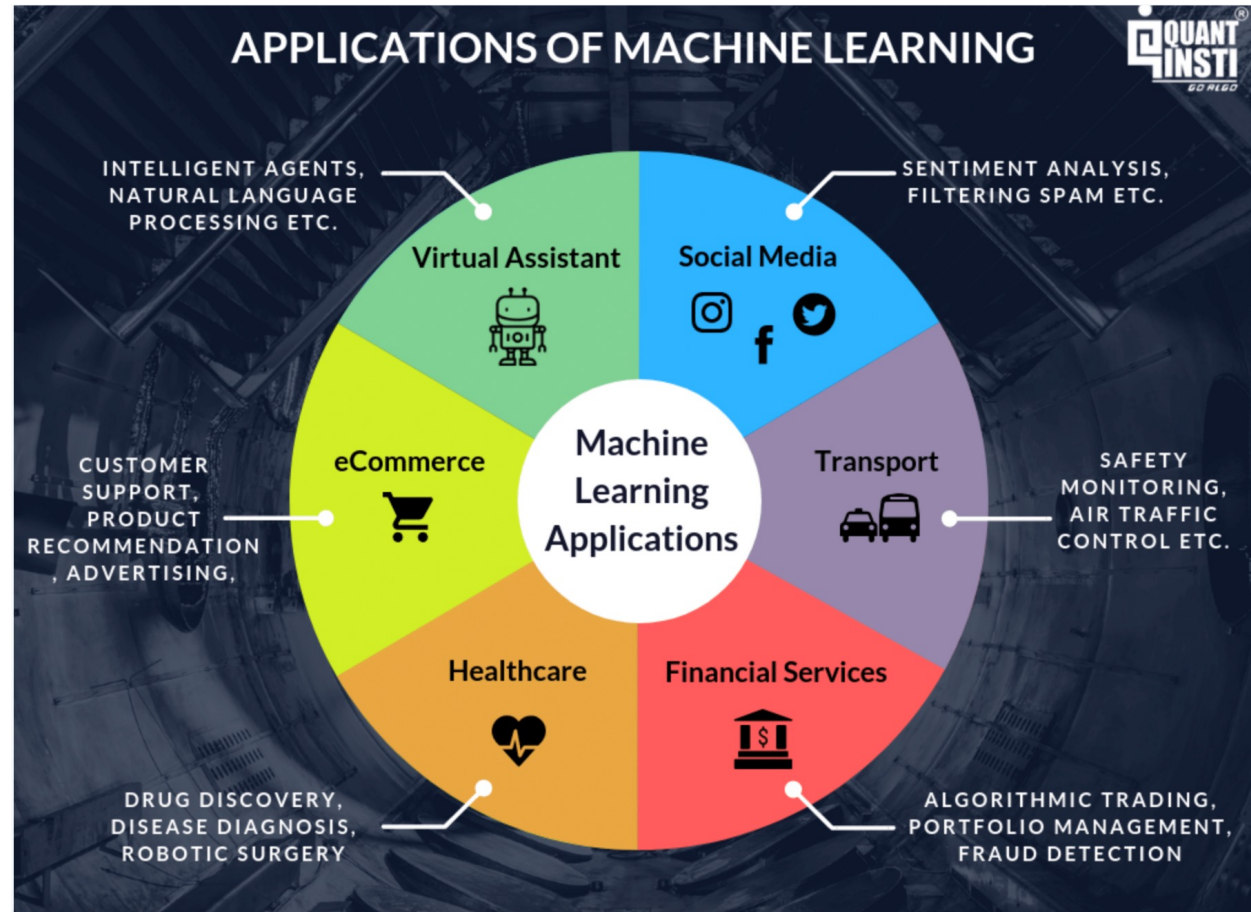 APPLICATIONS OF MACHINE LEARNING
QUANT
INSTI
®
GO ALGO
INTELLIGENT AGENTS,
NATURAL LANGUAGE
PROCESSING ETC.
SENTIMENT ANALYSIS,
FILTERING SPAM ETC.
Virtual Assistant
Social Media
CUSTOMER
SUPPORT,
PRODUCT
RECOMMENDATION
, ADVERTISING,
eCommerce
Machine
Learning
Applications
Transport
SAFETY
MONITORING,
AIR TRAFFIC
CONTROL ETC.
Healthcare
Financial Services
$
DRUG DISCOVERY,
DISEASE DIAGNOSIS,
ROBOTIC SURGERY
ALGORITHMIC TRADING,
PORTFOLIO MANAGEMENT,
FRAUD DETECTION